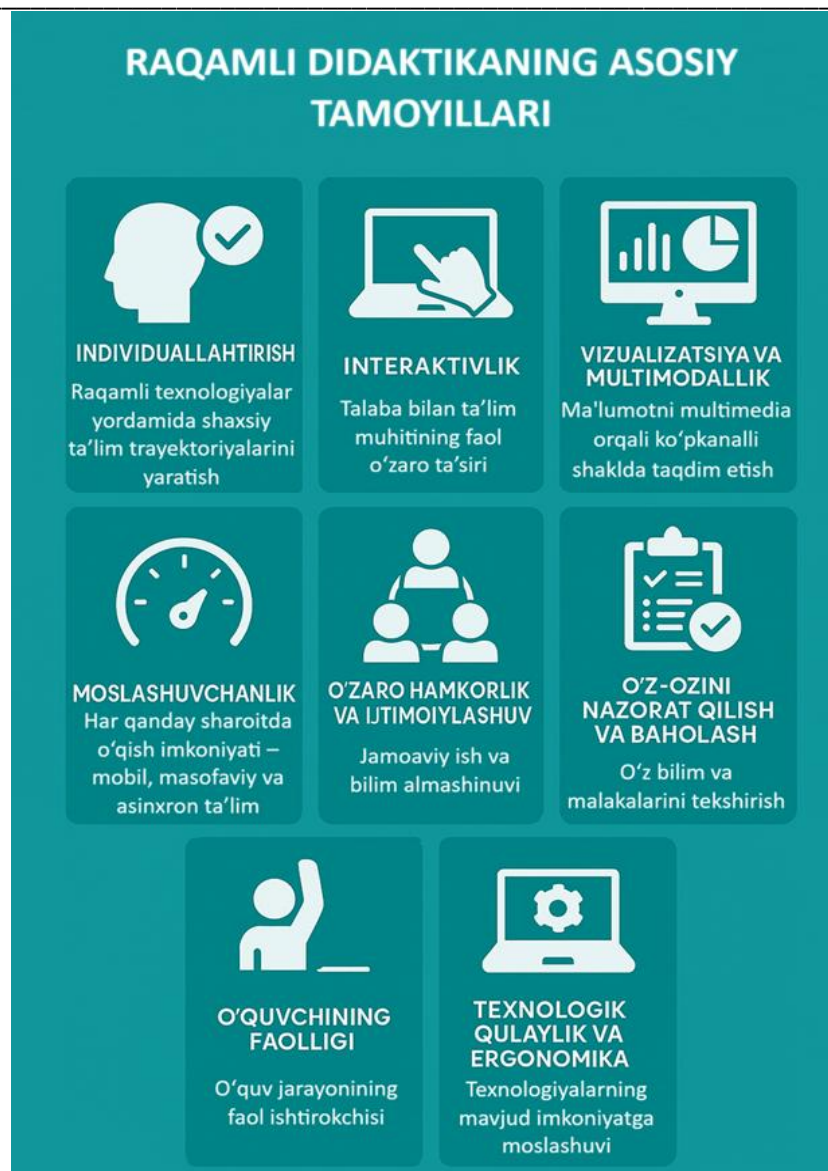 RAQAMLI DIDAKTIKANING ASOSIY
TAMOYILLARI
INDIVIDUALLAHTIRISH
Raqamli texnologiyalar
yordamida shaxsiy
ta’lim trayektoriyalarini
yaratish
INTERAKTIVLIK
Talaba bilan ta’lim
muhitining faol
o‘zaro ta’siri
VIZUALIZATSIYA VA
MULTIMODALLIK
Ma'lumotni multimedia
orqali ko‘pkanalli
shaklda taqdim etish
MOSLASHUVCHANLIK
Har qanday sharoitda
o‘qish imkoniyati –
mobil, masofaviy va
asinxron ta’lim
O’ZARO HAMKORLIK
VA IJTIMOIYLASHUV
Jamoaviy ish va
bilim almashinuvi
O’Z-OZINI
NAZORAT QILISH
VA BAHOLASH
O‘z bilim va
malakalarini tekshirish
O’QUVCHINING
FAOLLIGI
O‘quv jarayonining
faol ishtirokchisi
TEXNOLOGIK
QULAYLIK VA
ERGONOMIKA
Texnologiyalarning
mavjud imkoniyatga
moslashuvi